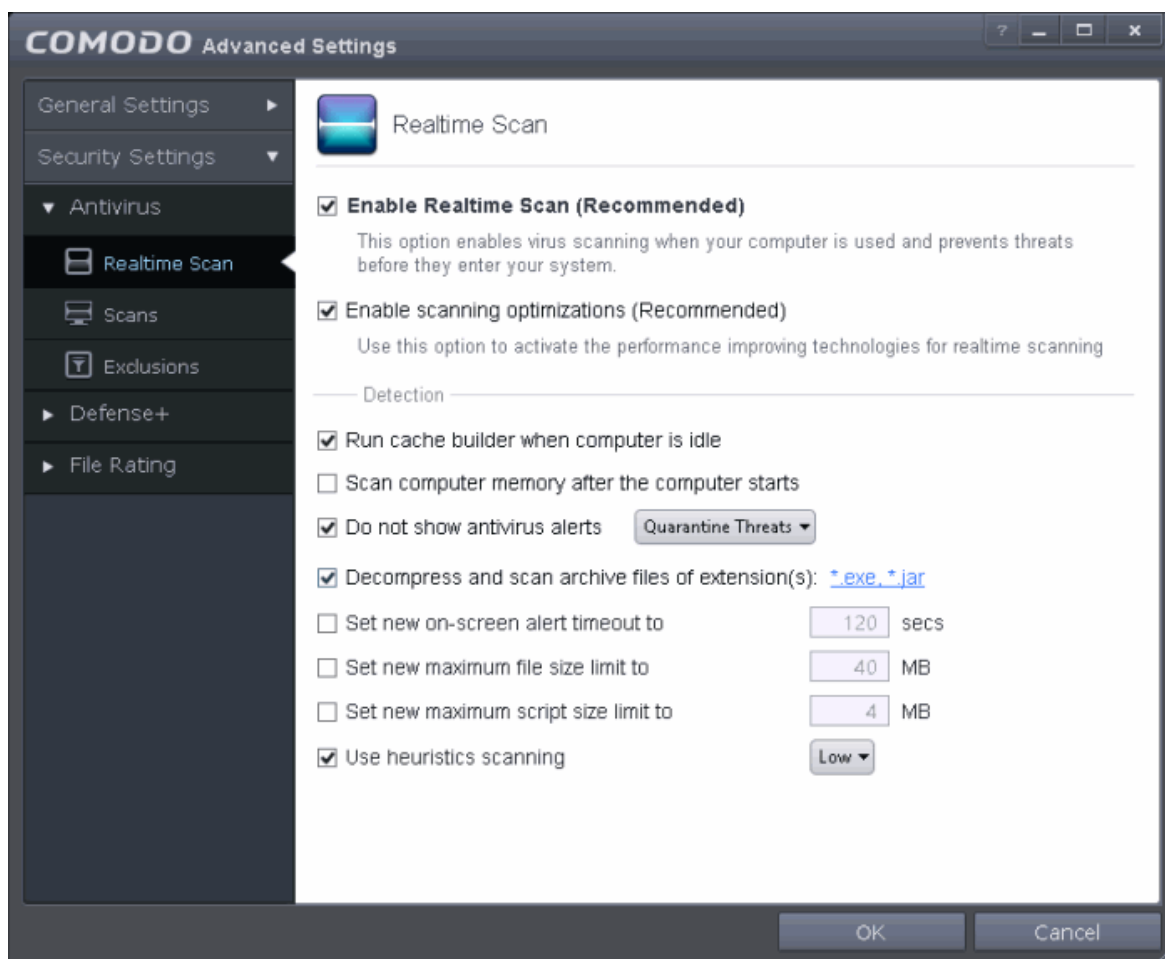 COMODO Advanced Settings
?
General Settings
Security Settings
Antivirus
Realtime Scan
Scans
Exclusions
Defense+
File Rating
Realtime Scan
Enable Realtime Scan (Recommended)
This option enables virus scanning when your computer is used and prevents threats
before they enter your system.
Enable scanning optimizations (Recommended)
Use this option to activate the performance improving technologies for realtime scanning
Detection
Run cache builder when computer is idle
Scan computer memory after the computer starts
Do not show antivirus alerts Quarantine Threats
Decompress and scan archive files of extension(s): *.exe, *.jar
Set new on-screen alert timeout to 120 secs
Set new maximum file size limit to 40 MB
Set new maximum script size limit to 4 MB
Use heuristics scanning Low
OK Cancel